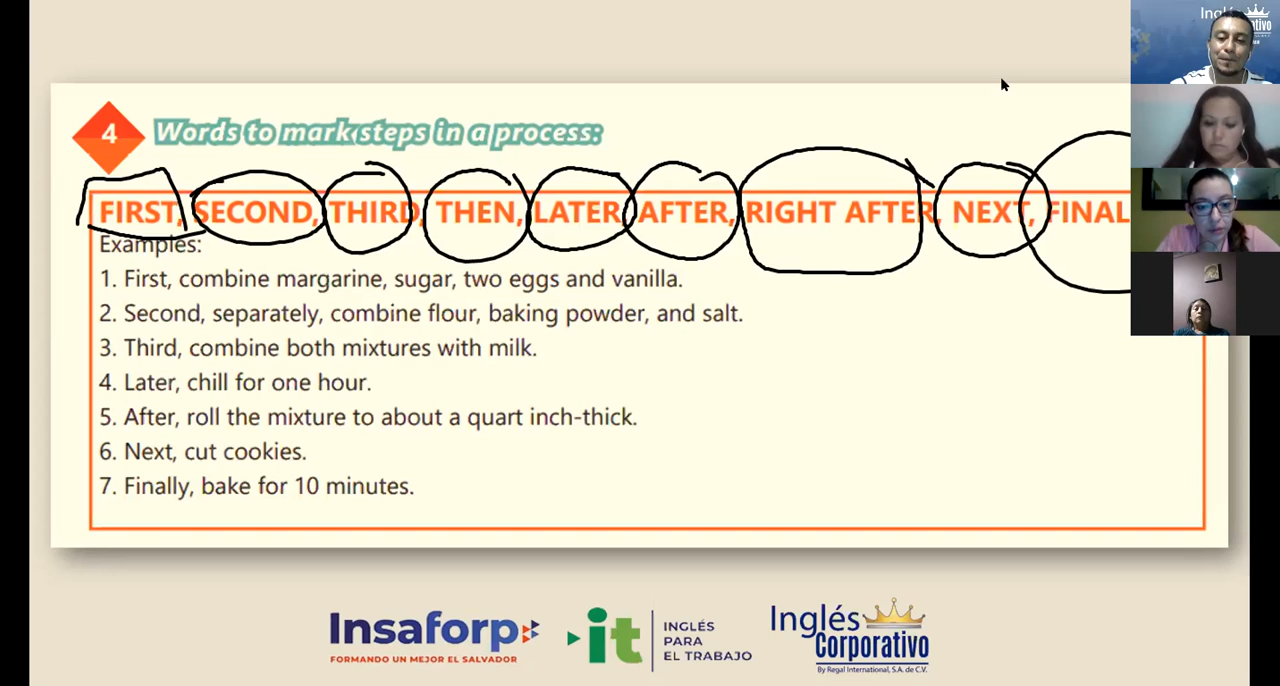 4
Words to mark steps in a process:
FIRST, SECOND, THIRD, THEN, LATER, AFTER, RIGHT AFTER, NEXT, FINAL
Examples:
1. First, combine margarine, sugar, two eggs and vanilla.
2. Second, separately, combine flour, baking powder, and salt.
3. Third, combine both mixtures with milk.
4. Later, chill for one hour.
5. After, roll the mixture to about a quart inch-thick.
6. Next, cut cookies.
7. Finally, bake for 10 minutes.
Insaforp
FORMANDO UN MEJOR EL SALVADOR
it
INGLÉS
PARA
EL TRABAJO
Inglés
Corporativo
By Regal International, S.A. de C.V.